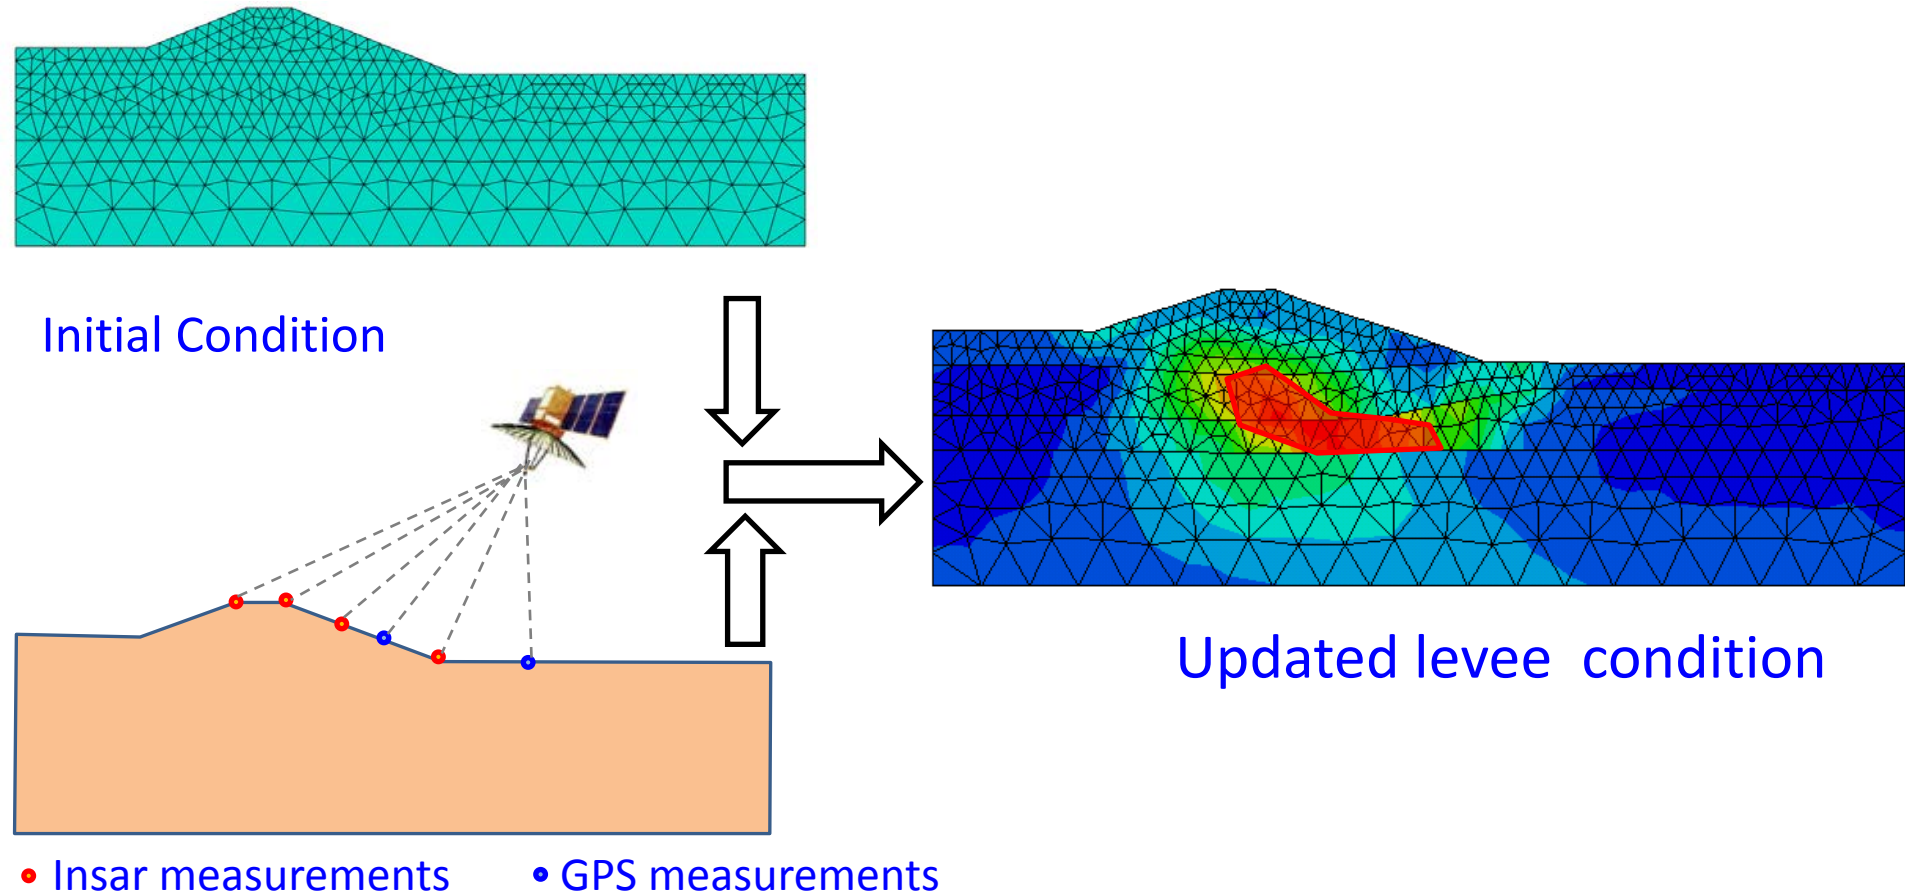 Initial Condition
Updated levee condition
Insar measurements
GPS measurements